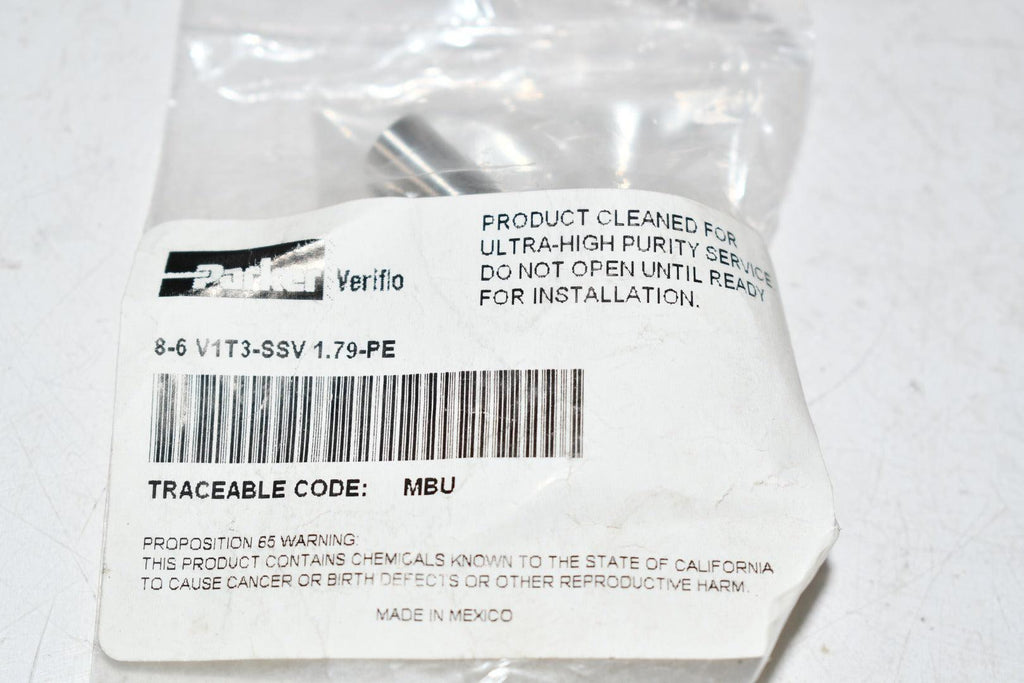 Parker Veriflo
PRODUCT CLEANED FOR
ULTRA-HIGH PURITY SERVICE
DO NOT OPEN UNTIL READY
FOR INSTALLATION.
8-6 V1T3-SSV 1.79-PE
TRACEABLE CODE: MBU
PROPOSITION 65 WARNING:
THIS PRODUCT CONTAINS CHEMICALS KNOWN TO THE STATE OF CALIFORNIA
TO CAUSE CANCER OR BIRTH DEFECTS OR OTHER REPRODUCTIVE HARM.
MADE IN MEXICO